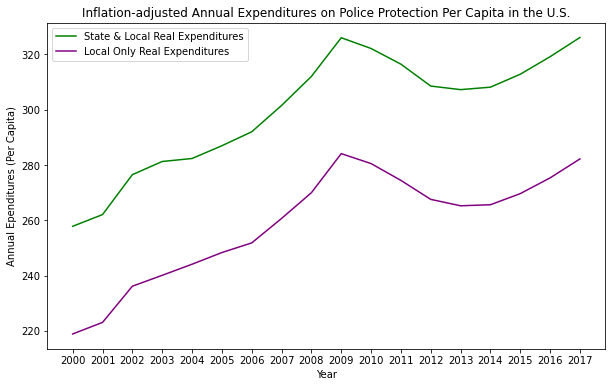 Inflation-adjusted Annual Expenditures on Police Protection Per Capita in the U.S.
State & Local Real Expenditures
Local Only Real Expenditures
Annual Ependitures (Per Capita)
320
300
280
260
240
220
2000 2001 2002 2003 2004 2005 2006 2007 2008 2009 2010 2011 2012 2013 2014 2015 2016 2017
Year